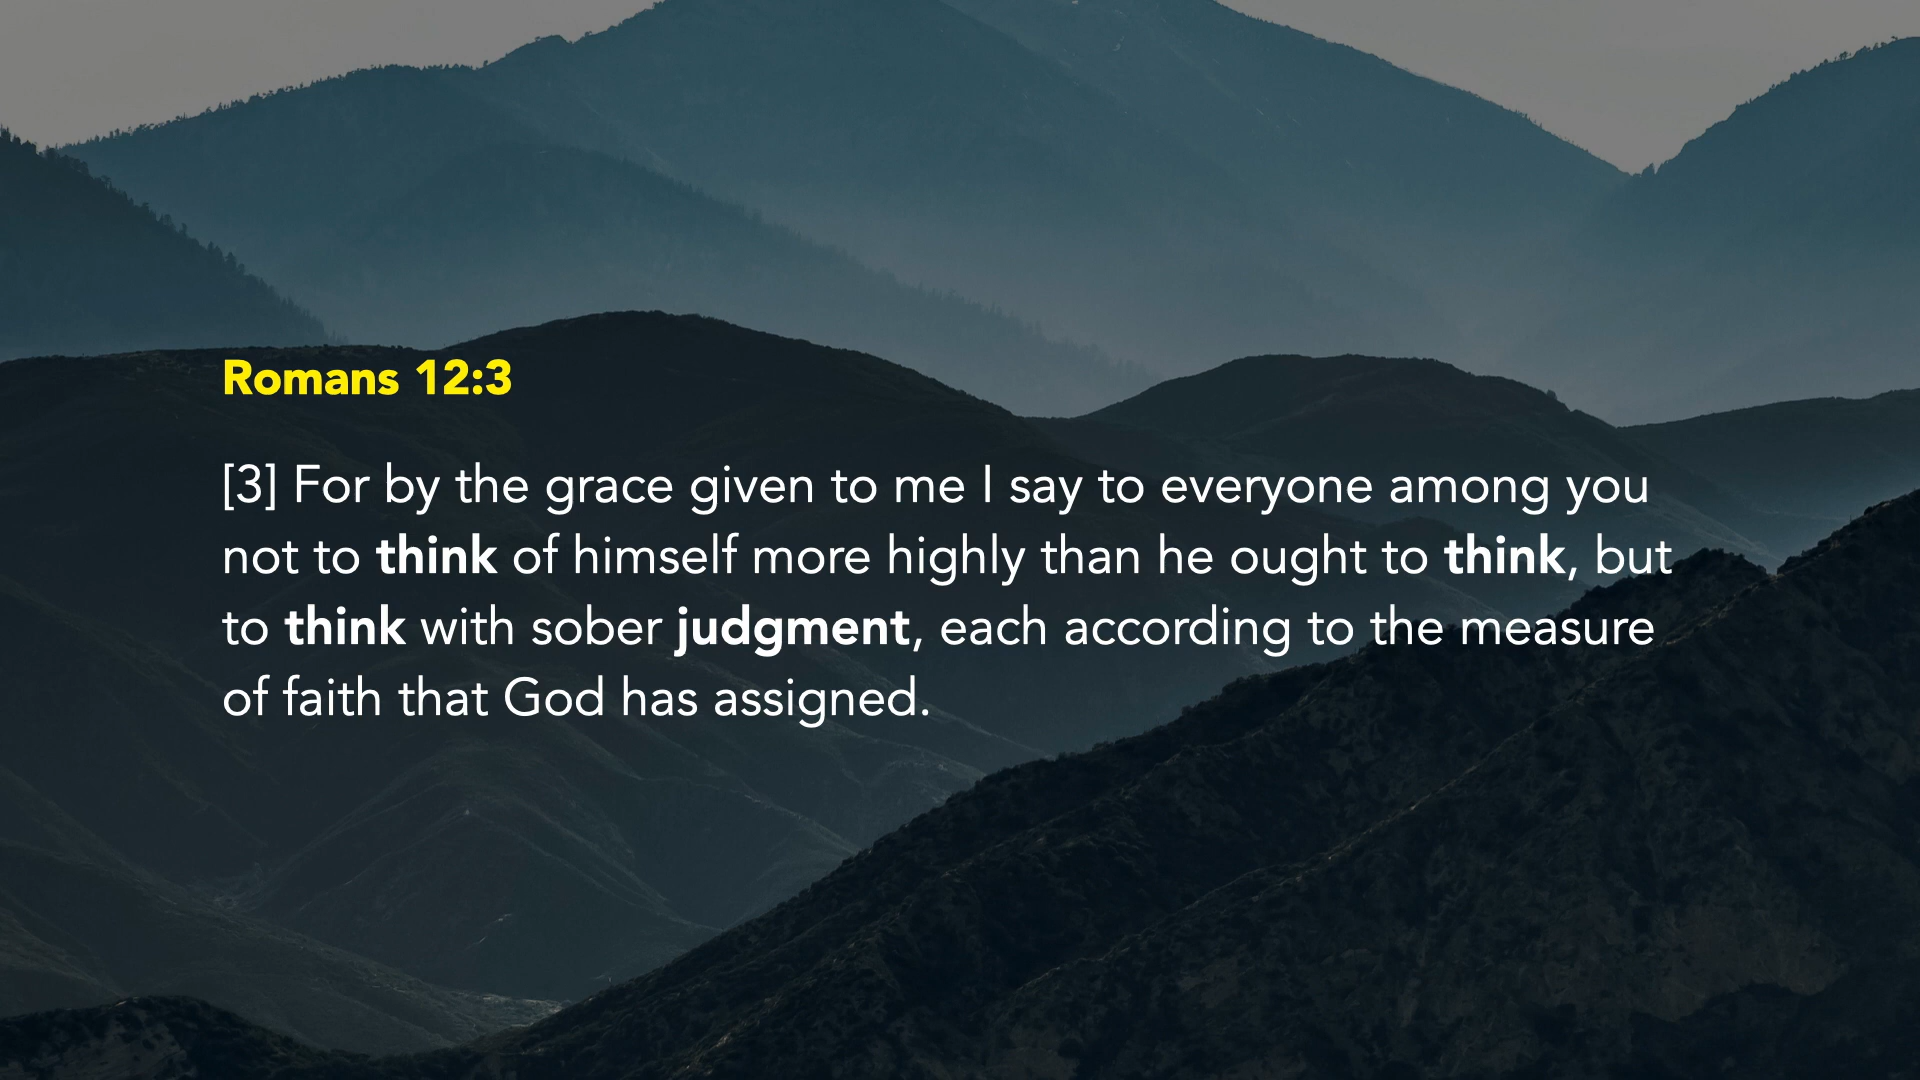 Romans 12:3
[3] For by the grace given to me I say to everyone among you
not to think of himself more highly than he ought to think, but
to think with sober judgment, each according to the measure
of faith that God has assigned.